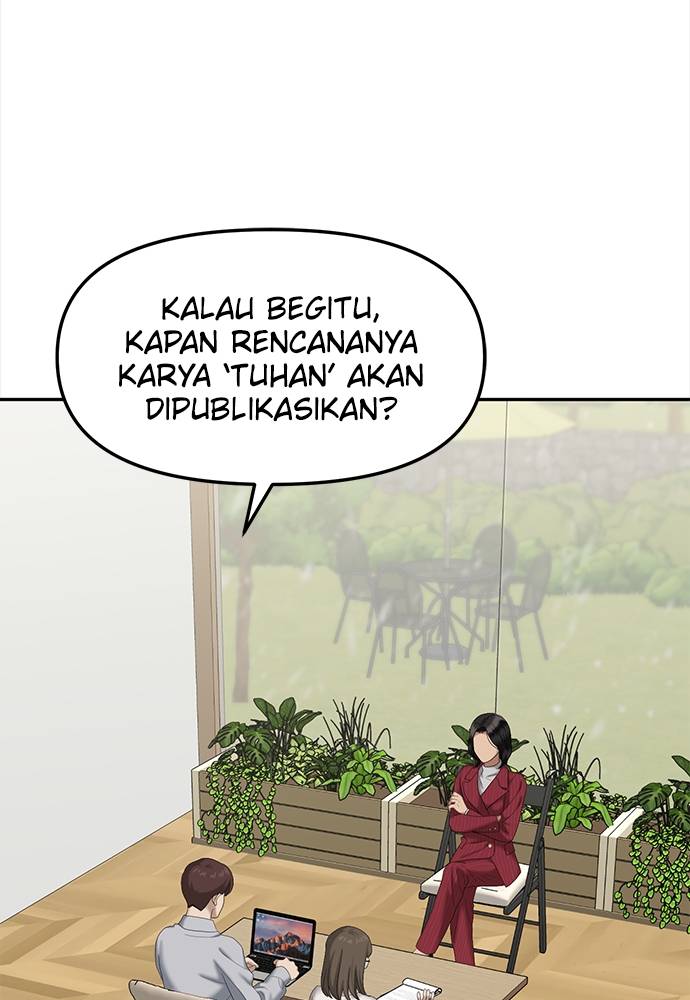 KALAU BEGITU,
KAPAN RENCANANYA
KARYA ‘TUHAN’ AKAN
DIPUBLIKASIKAN?